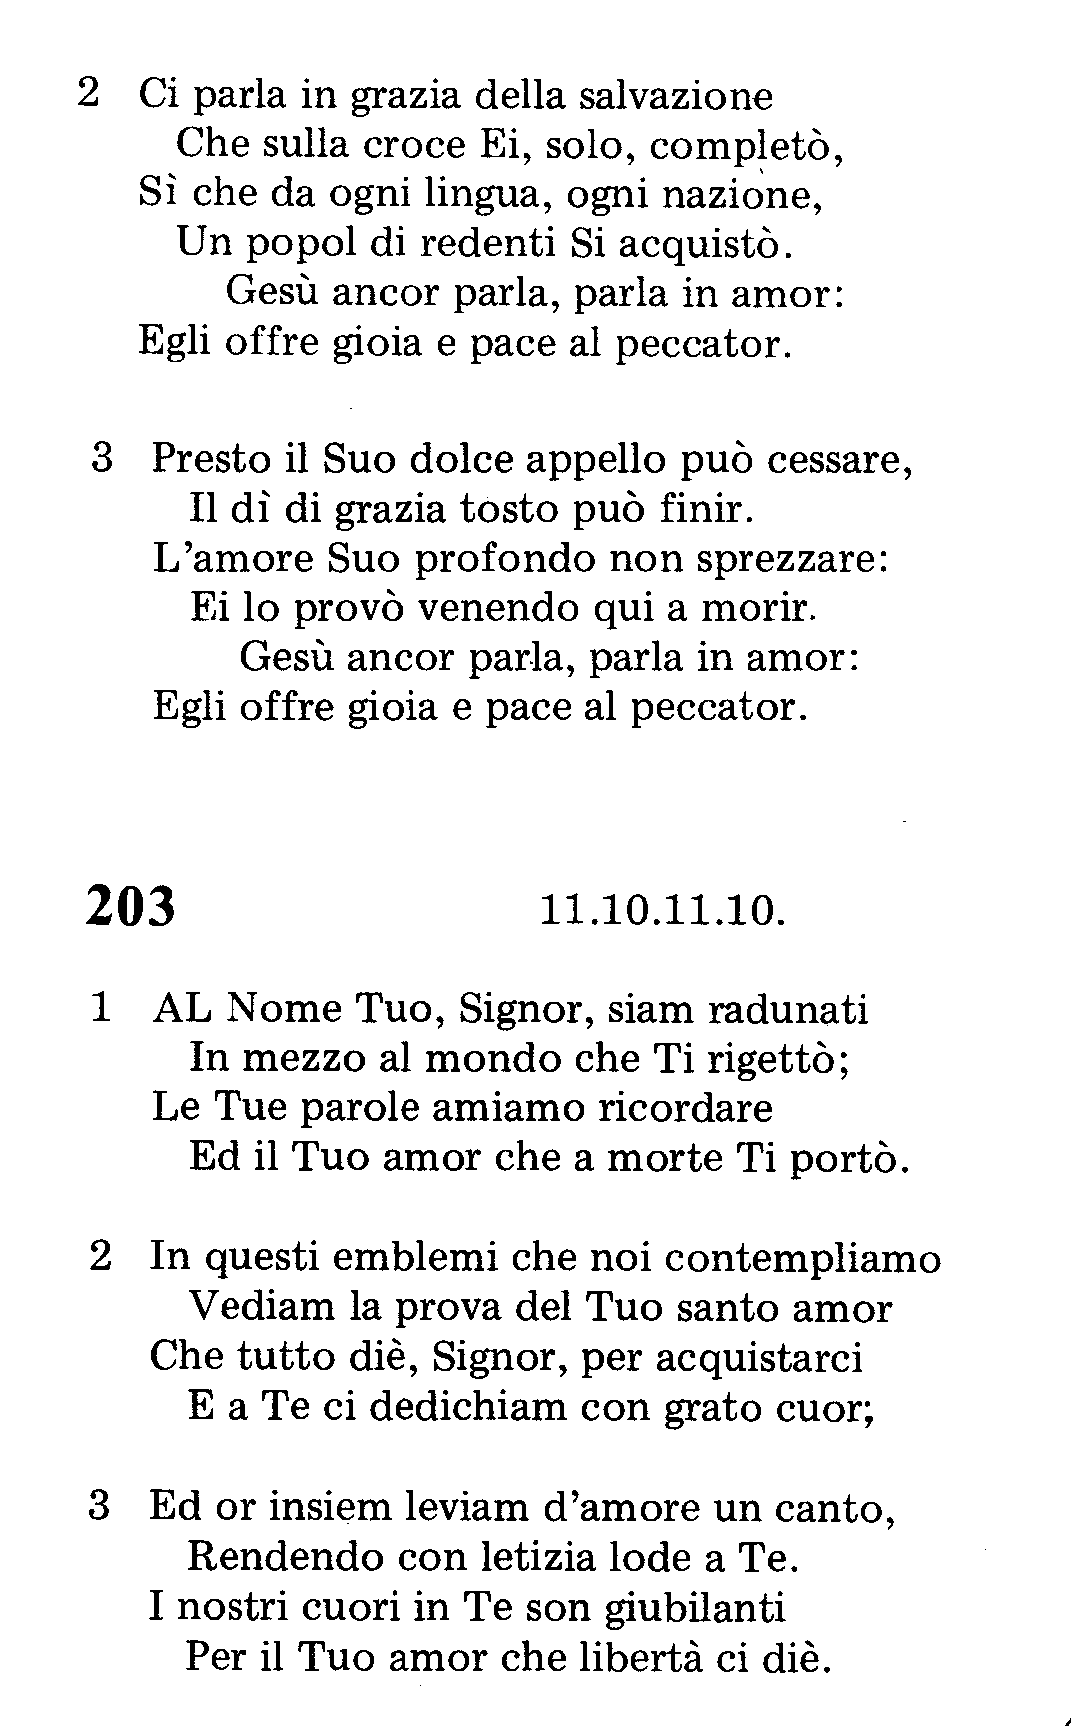 2 Ci parla in grazia della salvazione
Che sulla croce Ei, solo, completò,
Sì che da ogni lingua, ogni nazione,
Un popol di redenti Si acquistò.
Gesù ancor parla, parla in amor:
Egli offre gioia e pace al peccator.
3 Presto il Suo dolce appello può cessare,
Il dì di grazia tosto può finir.
L'amore Suo profondo non sprezzare:
Ei lo provò venendo qui a morir.
Gesù ancor parla, parla in amor:
Egli offre gioia e pace al peccator.
203 11.10.11.10.
1 AL Nome Tuo, Signor, siam radunati
In mezzo al mondo che Ti rigettò;
Le Tue parole amiamo ricordare
Ed il Tuo amor che a morte Ti portò.
2 In questi emblemi che noi contempliamo
Vediam la prova del Tuo santo amor
Che tutto diè, Signor, per acquistarci
E a Te ci dedichiam con grato cuor;
3 Ed or insiem leviam d'amore un canto,
Rendendo con letizia lode a Te.
I nostri cuori in Te son giubilanti
Per il Tuo amor che libertà ci diè.